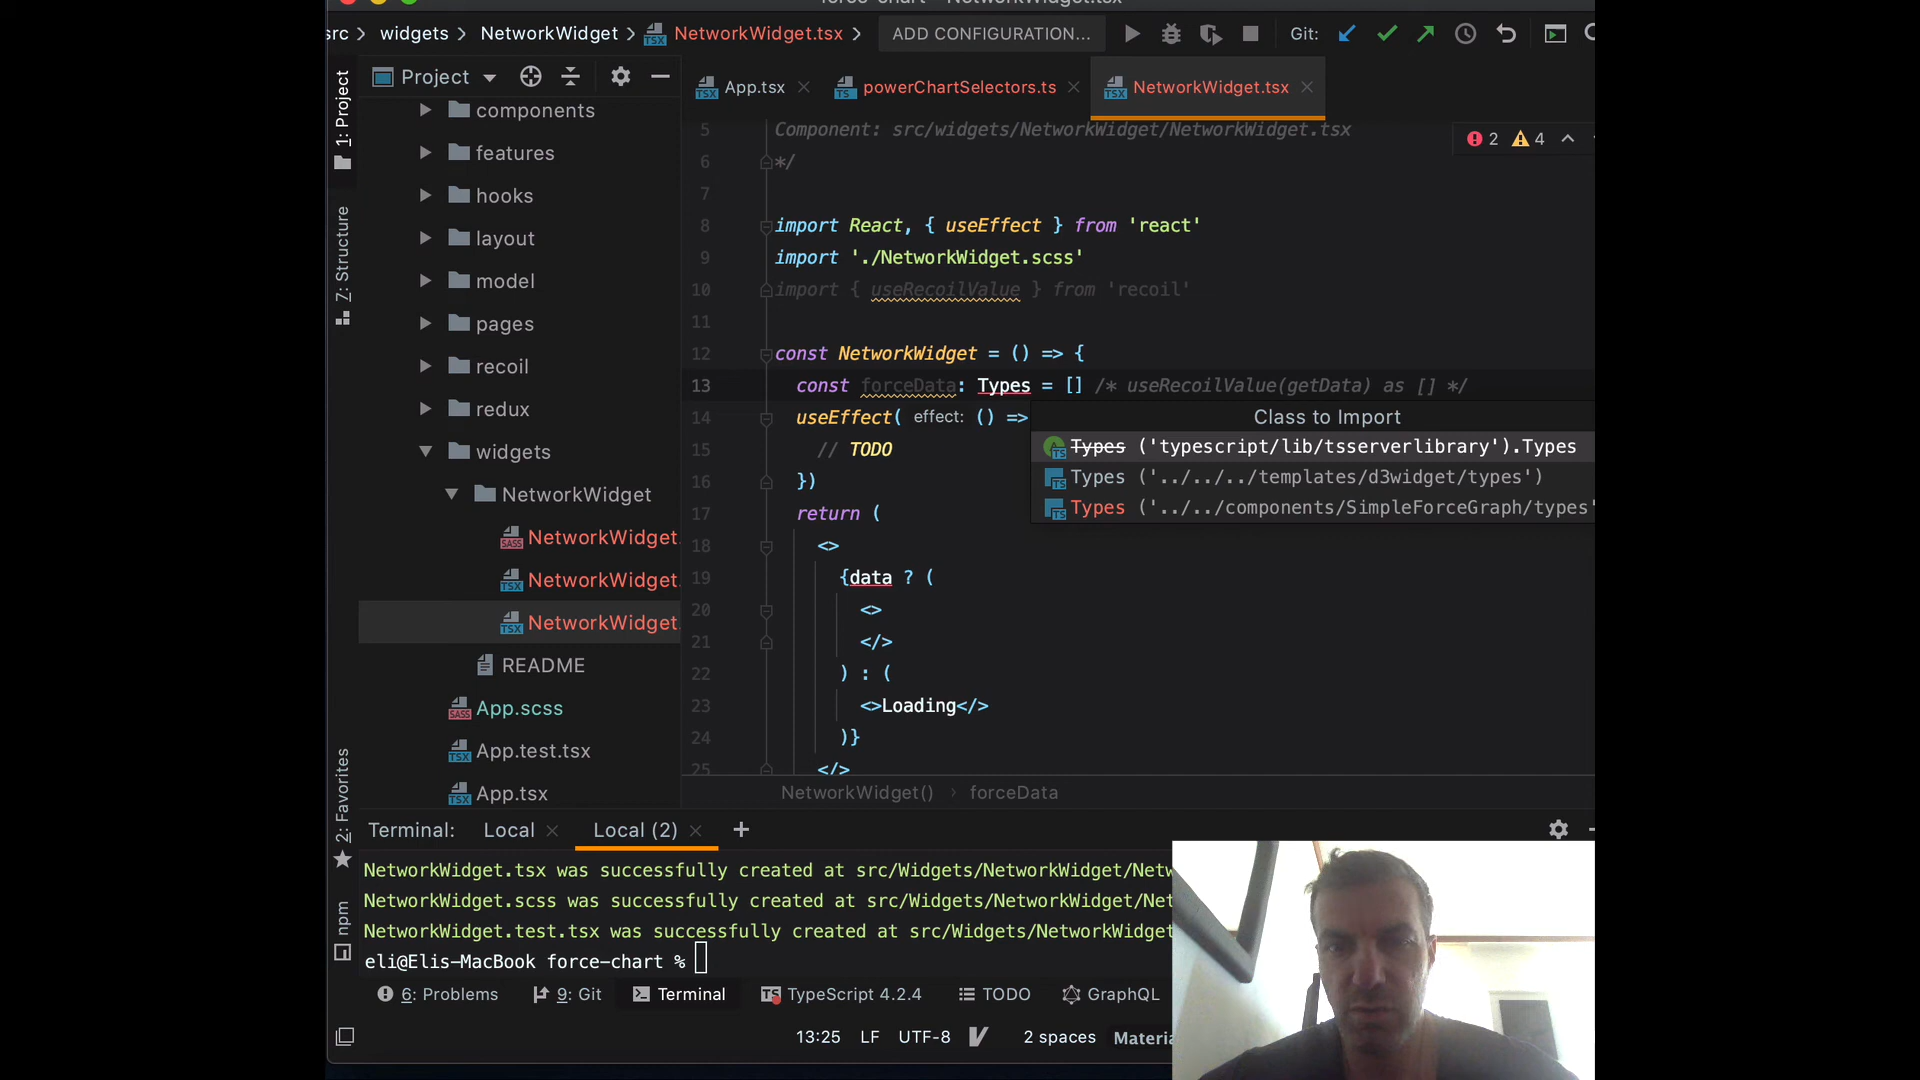 src > widgets > NetworkWidget > NetworkWidget.tsx >
ADD CONFIGURATION...
Git:
Project
App.tsx
powerChartSelectors.ts
NetworkWidget.tsx
1: Project
Z: Structure
2: Favorites
npm
components
features
hooks
layout
model
pages
recoil
redux
widgets
NetworkWidget
NetworkWidget.
NetworkWidget.
NetworkWidget.
README
App.scss
App.test.tsx
App.tsx
2 4
5 Component: src/widgets/NetworkWidget/NetworkWidget.tsx
6 */
7
8 import React, { useEffect } from 'react'
9 import './NetworkWidget.scss'
10 import { useRecoilValue } from 'recoil'
11
12 const NetworkWidget = () => {
13 const forceData: Types = [] /* useRecoilValue(getData) as [] */
14 useEffect( effect: () =>
15 // TODO
16 })
17 return (
18 <>
19 {data ? (
20 <>
21 </>
22 ) : (
23 <>Loading</>
24 )}
25 </>
Class to Import
Types ('typescript/lib/tsserverlibrary').Types
Types ('../../../templates/d3widget/types')
Types ('../../components/SimpleForceGraph/types'
NetworkWidget() > forceData
Terminal: Local Local (2)
NetworkWidget.tsx was successfully created at src/Widgets/NetworkWidget/Netw
NetworkWidget.scss was successfully created at src/Widgets/NetworkWidget/Net
NetworkWidget.test.tsx was successfully created at src/Widgets/NetworkWidget
eli@Elis-MacBook force-chart %
6: Problems 9: Git Terminal TypeScript 4.2.4 TODO GraphQL
13:25 LF UTF-8 2 spaces Materia